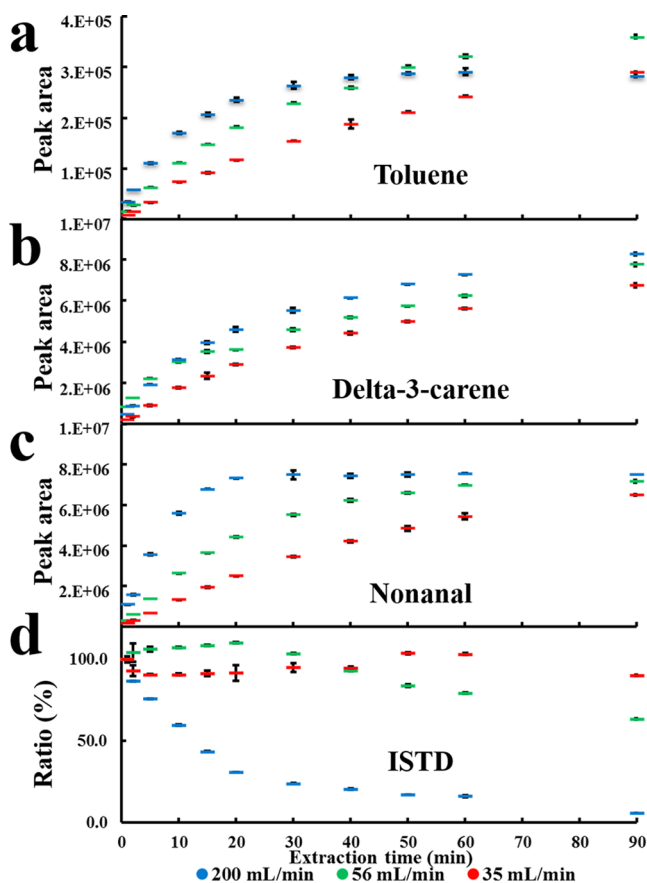 a
4.E+05
3.E+05
2.E+05
1.E+05
Peak area
Toluene
b
1.E+07
8.E+06
6.E+06
4.E+06
2.E+06
Peak area
Delta-3-carene
c
1.E+07
8.E+06
6.E+06
4.E+06
2.E+06
Peak area
Nonanal
d
100.0
50.0
0.0
Ratio (%)
ISTD
0 10 20 30 40 50 60 70 80 90
Extraction time (min)
200 mL/min 56 mL/min 35 mL/min